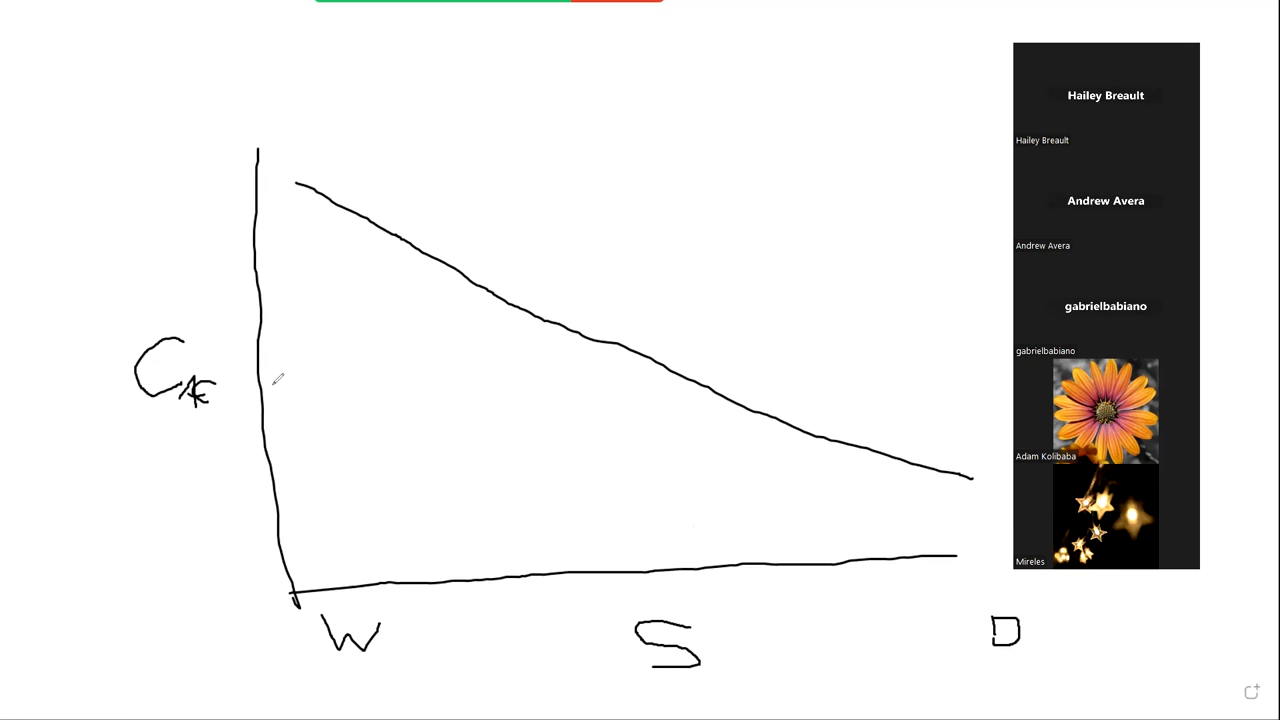 C
W
S
D
Hailey Breault
Hailey Breault
Andrew Avera
Andrew Avera
gabrielbabiano
gabrielbabiano
Adam Kolibaba
Mireles